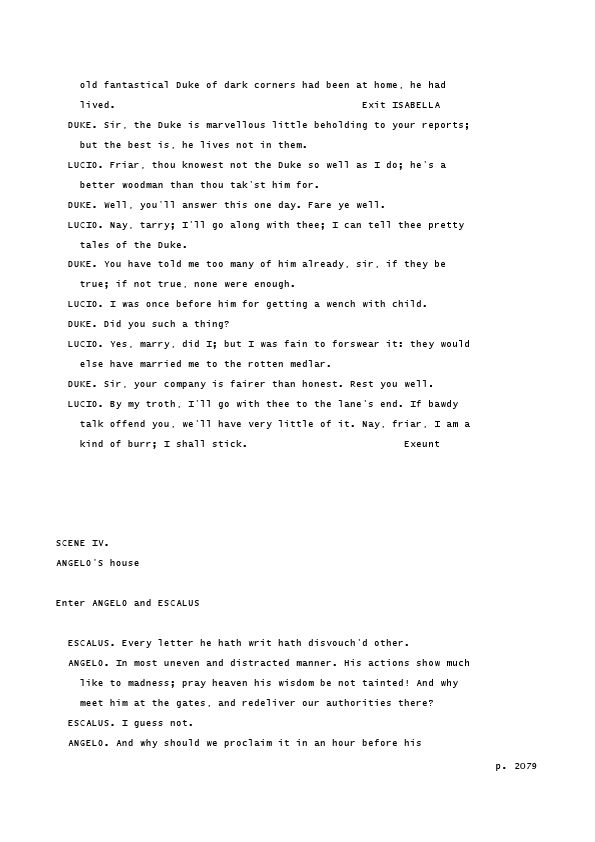 old fantastical Duke of dark corners had been at home, he had
lived. Exit ISABELLA
DUKE. Sir, the Duke is marvellous little beholding to your reports;
but the best is, he lives not in them.
LUCIO. Friar, thou knowest not the Duke so well as I do; he's a
better woodman than thou tak'st him for.
DUKE. Well, you'll answer this one day. Fare ye well.
LUCIO. Nay, tarry; I'll go along with thee; I can tell thee pretty
tales of the Duke.
DUKE. You have told me too many of him already, sir, if they be
true; if not true, none were enough.
LUCIO. I was once before him for getting a wench with child.
DUKE. Did you such a thing?
LUCIO. Yes, marry, did I; but I was fain to forswear it: they would
else have married me to the rotten medlar.
DUKE. Sir, your company is fairer than honest. Rest you well.
LUCIO. By my troth, I'll go with thee to the lane's end. If bawdy
talk offend you, we'll have very little of it. Nay, friar, I am a
kind of burr; I shall stick. Exeunt
SCENE IV.
ANGELO'S house
Enter ANGELO and ESCALUS
ESCALUS. Every letter he hath writ hath disvouch'd other.
ANGELO. In most uneven and distracted manner. His actions show much
like to madness; pray heaven his wisdom be not tainted! And why
meet him at the gates, and redeliver our authorities there?
ESCALUS. I guess not.
ANGELO. And why should we proclaim it in an hour before his
p. 2079